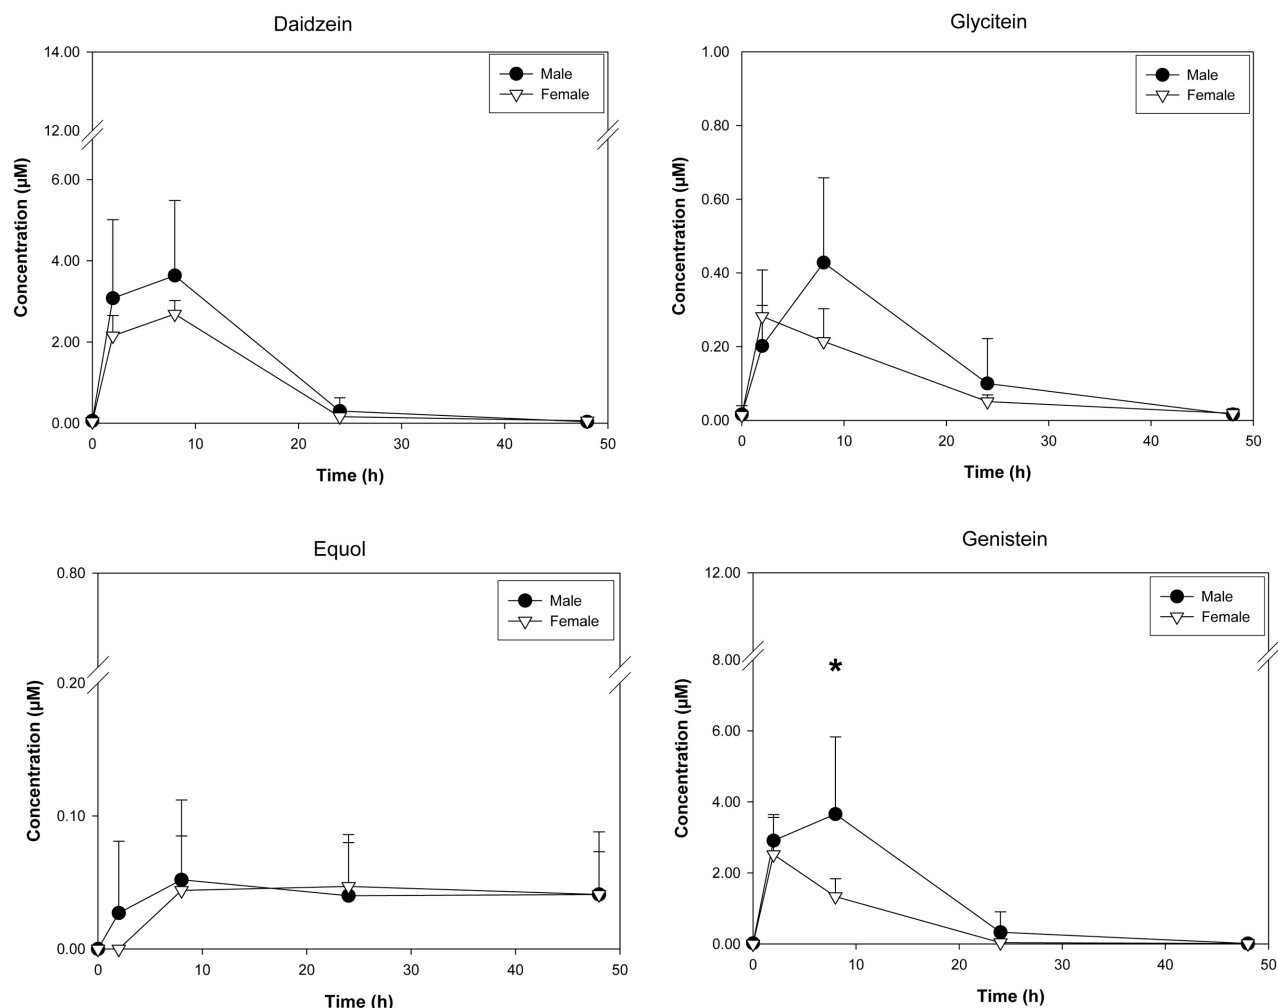 Daidzein
14.00
12.00
6.00
4.00
2.00
0.00
Concentration (µM)
0 10 20 30 40 50
Time (h)
Male
Female
Glycitein
1.00
0.80
0.60
0.40
0.20
0.00
Concentration (µM)
0 10 20 30 40 50
Time (h)
Male
Female
Equol
0.80
0.20
0.10
0.00
Concentration (µM)
0 10 20 30 40 50
Time (h)
Male
Female
Genistein
12.00
8.00
6.00
4.00
2.00
0.00
Concentration (µM)
0 10 20 30 40 50
Time (h)
Male
Female
*